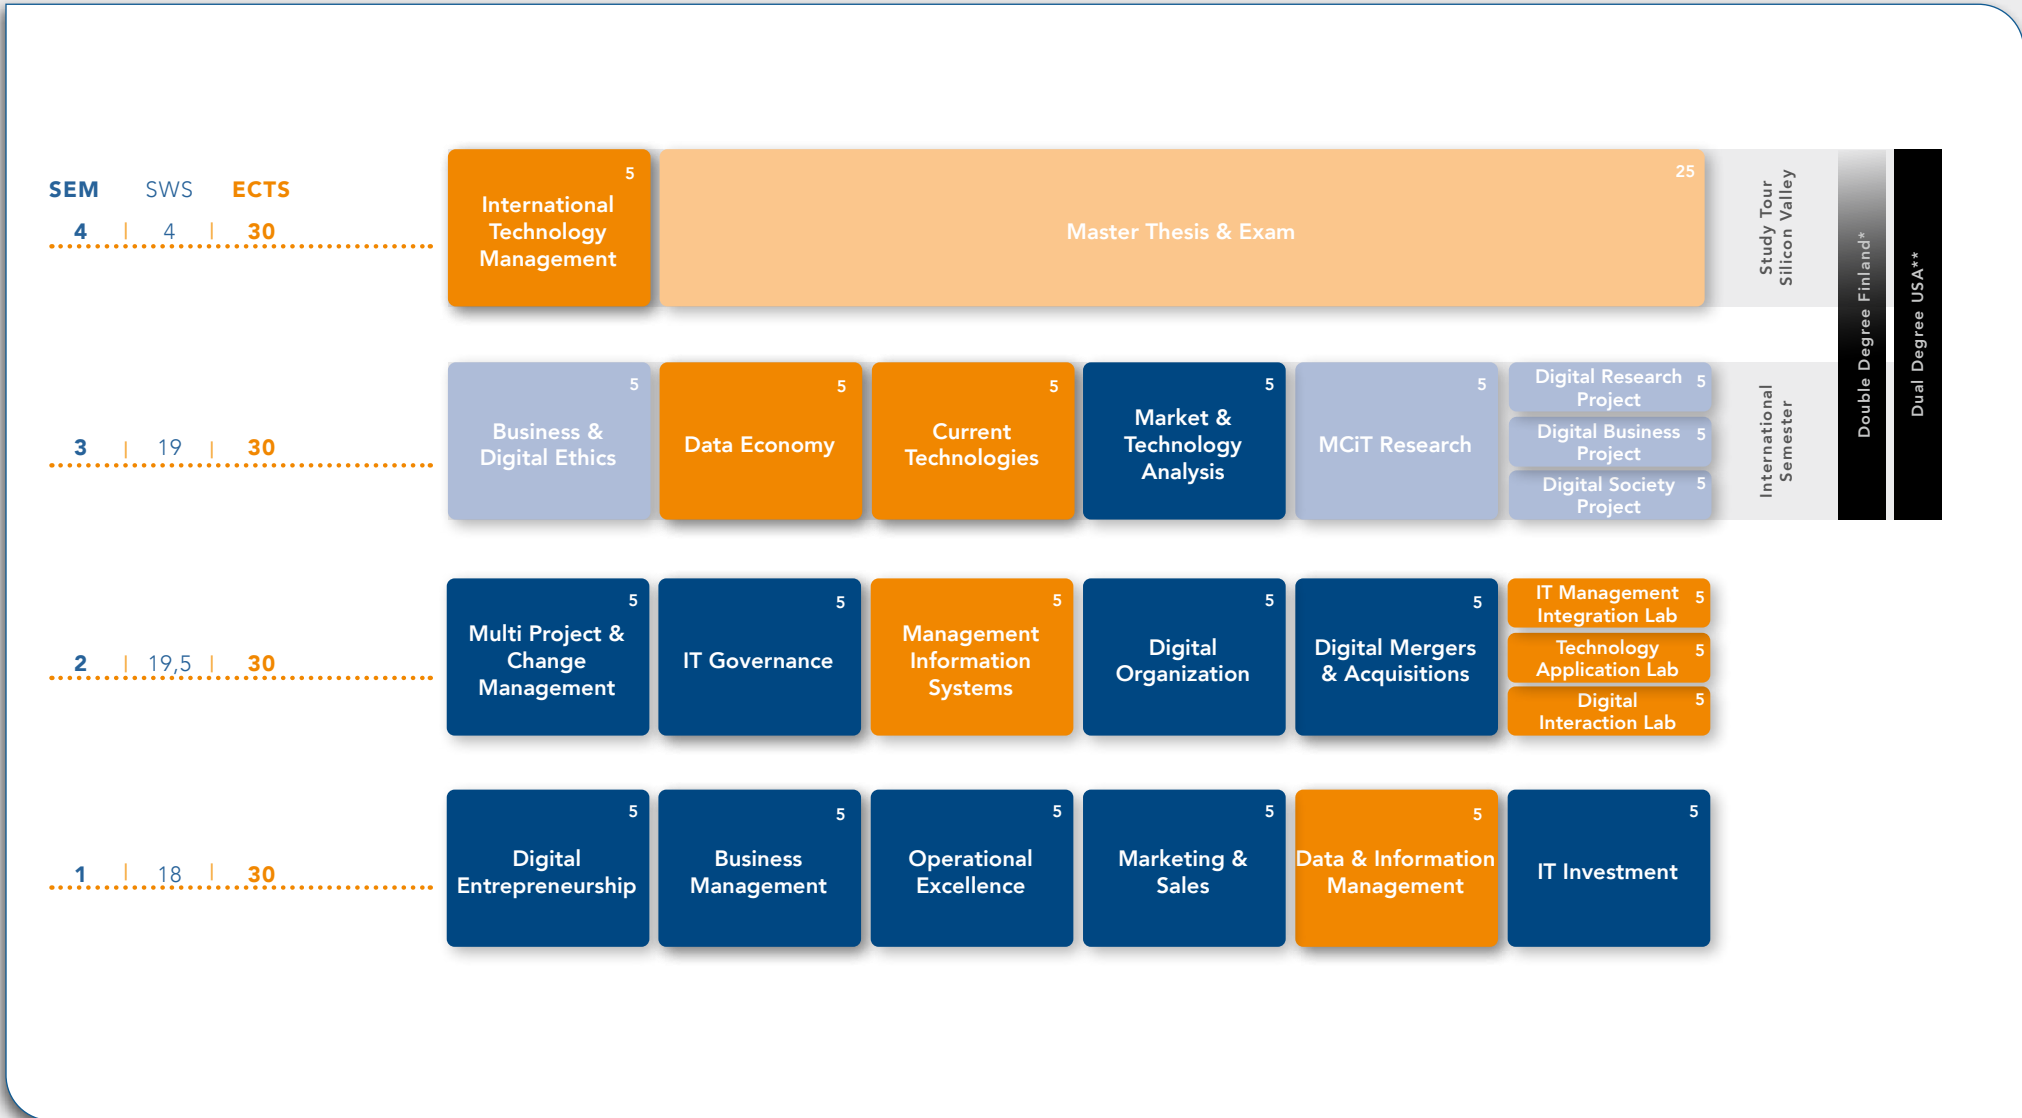 SEM SWS ECTS
4 | 4 | 30
5
International
Technology
Management
25
Master Thesis & Exam
Study Tour
Silicon Valley
Double Degree Finland*
Dual Degree USA**
3 | 19 | 30
5
Business &
Digital Ethics
5
Data Economy
5
Current
Technologies
5
Market &
Technology
Analysis
5
MCiT Research
Digital Research 5
Project
Digital Business 5
Project
Digital Society 5
Project
International
Semester
2 | 19,5 | 30
5
Multi Project &
Change
Management
5
IT Governance
5
Management
Information
Systems
5
Digital
Organization
5
Digital Mergers
& Acquisitions
IT Management 5
Integration Lab
Technology 5
Application Lab
Digital 5
Interaction Lab
1 | 18 | 30
5
Digital
Entrepreneurship
5
Business
Management
5
Operational
Excellence
5
Marketing &
Sales
5
Data & Information
Management
5
IT Investment